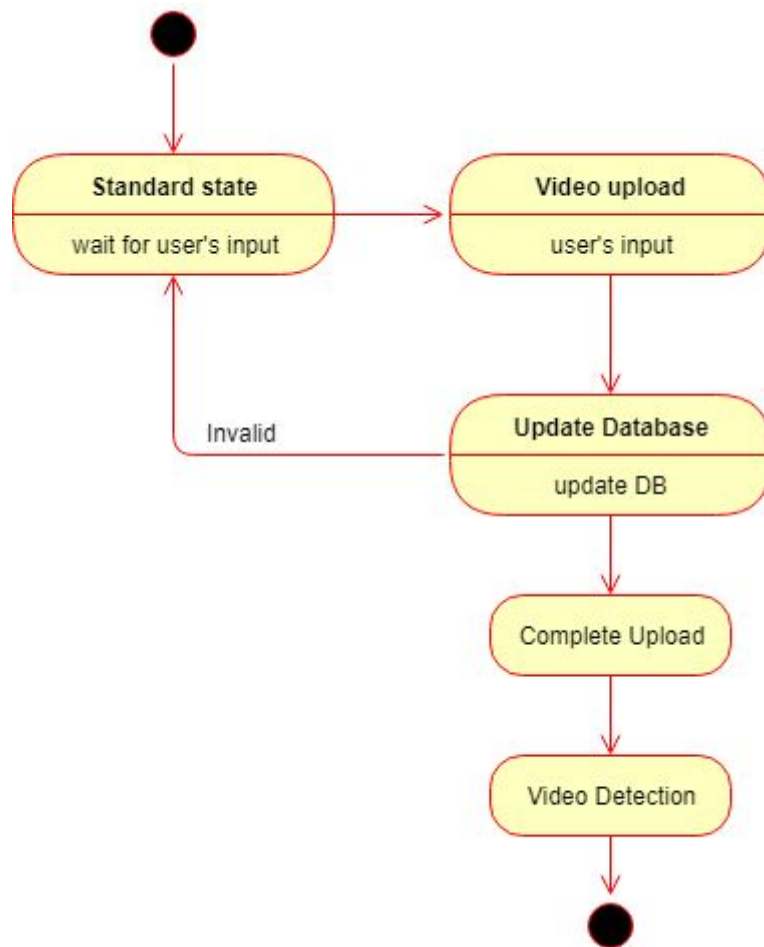 Standard state
wait for user's input
Video upload
user's input
Invalid
Update Database
update DB
Complete Upload
Video Detection